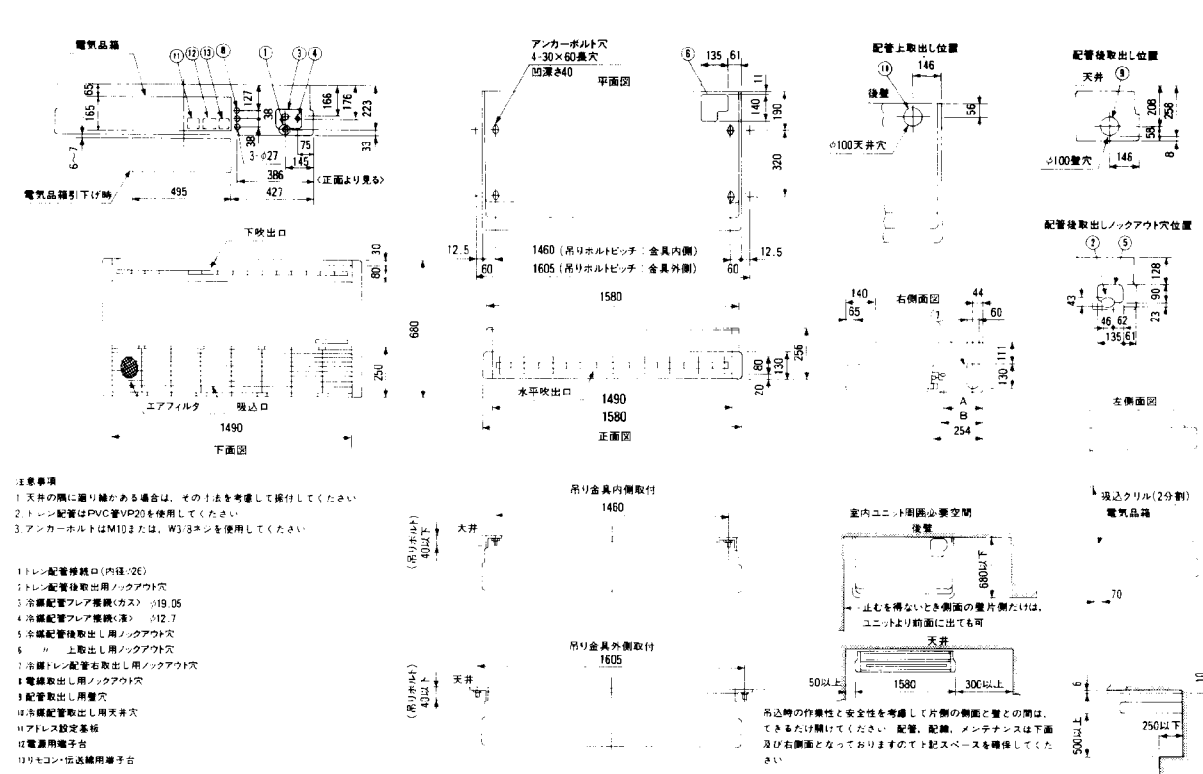 電気品箱
⑪ ⑫ ⑬ ⑧ ① ③ ④
65
165
6~7
127
38
38
166
176
223
33
75
3-φ27
145
386
<正面より見る>
電気品箱引下げ時
495
427
アンカーボルト穴
4-30×60長穴
凹深さ40
平面図
⑥
135
61
11
140
190
320
12.5
60
1460(吊りボルトピッチ:金具内側)
1605(吊りボルトピッチ:金具外側)
60
12.5
配管上取出し位置
⑩
146
後壁
56
φ100天井穴
配管後取出し位置
天井
⑨
208
258
58
8
φ100壁穴
146
下吹出口
30
80
680
250
エアフィルタ
吸込口
1490
下面図
1580
256
80
130
20
水平吹出口
1490
1580
正面図
140
65
右側面図
44
60
111
130
A
B
254
配管後取出しノックアウト穴位置
② ⑤
43
128
90
23
46
62
135
61
左側面図
注意事項
1.天井の隅に廻り縁がある場合は、その寸法を考慮して据付してください
2.ドレン配管はPVC管VP20を使用してください
3.アンカーボルトはM10または、W3/8ネジを使用してください
1ドレン配管接続口(内径φ26)
2ドレン配管後取出用ノックアウト穴
3冷媒配管フレア接続<ガス> φ19.05
4冷媒配管フレア接続<液> φ12.7
5冷媒配管後取出し用ノックアウト穴
6 〃 上取出し用ノックアウト穴
7冷媒ドレン配管右取出し用ノックアウト穴
8電線取出し用ノックアウト穴
9配管取出し用壁穴
10冷媒配管取出し用天井穴
11アドレス設定基板
12電源用端子台
13リモコン・伝送線用端子台
吊り金具内側取付
1460
天井
(吊りボルト)
40以下
吊り金具外側取付
1605
天井
(吊りボルト)
40以下
室内ユニット周囲必要空間
後壁
680以下
止むを得ないとき側面の壁片側だけは、
ユニットより前面に出ても可
天井
50以上
1580
300以上
吊込時の作業性と安全性を考慮して片側の側面と壁との間は、
できるだけ開けてください 配管、配線、メンテナンスは下面
及び右側面となっておりますので上記スペースを確保してくだ
さい
吸込グリル(2分割)
電気品箱
70
6
500以上
250以下
10